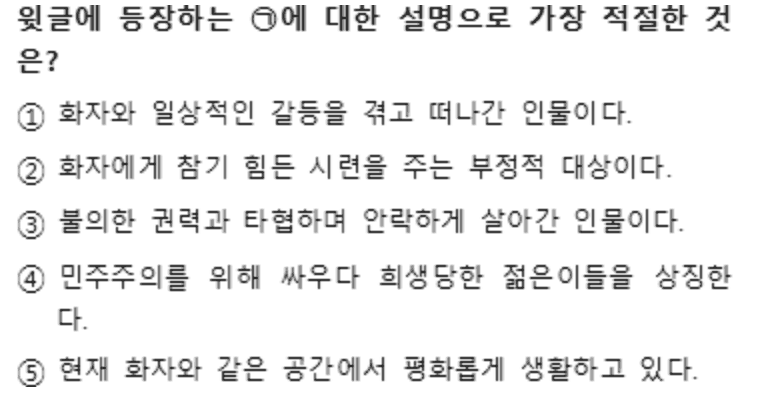 윗글에 등장하는 ㉠에 대한 설명으로 가장 적절한 것
은?
① 화자와 일상적인 갈등을 겪고 떠나간 인물이다.
② 화자에게 참기 힘든 시련을 주는 부정적 대상이다.
③ 불의한 권력과 타협하며 안락하게 살아간 인물이다.
④ 민주주의를 위해 싸우다 희생당한 젊은이들을 상징한
다.
⑤ 현재 화자와 같은 공간에서 평화롭게 생활하고 있다.